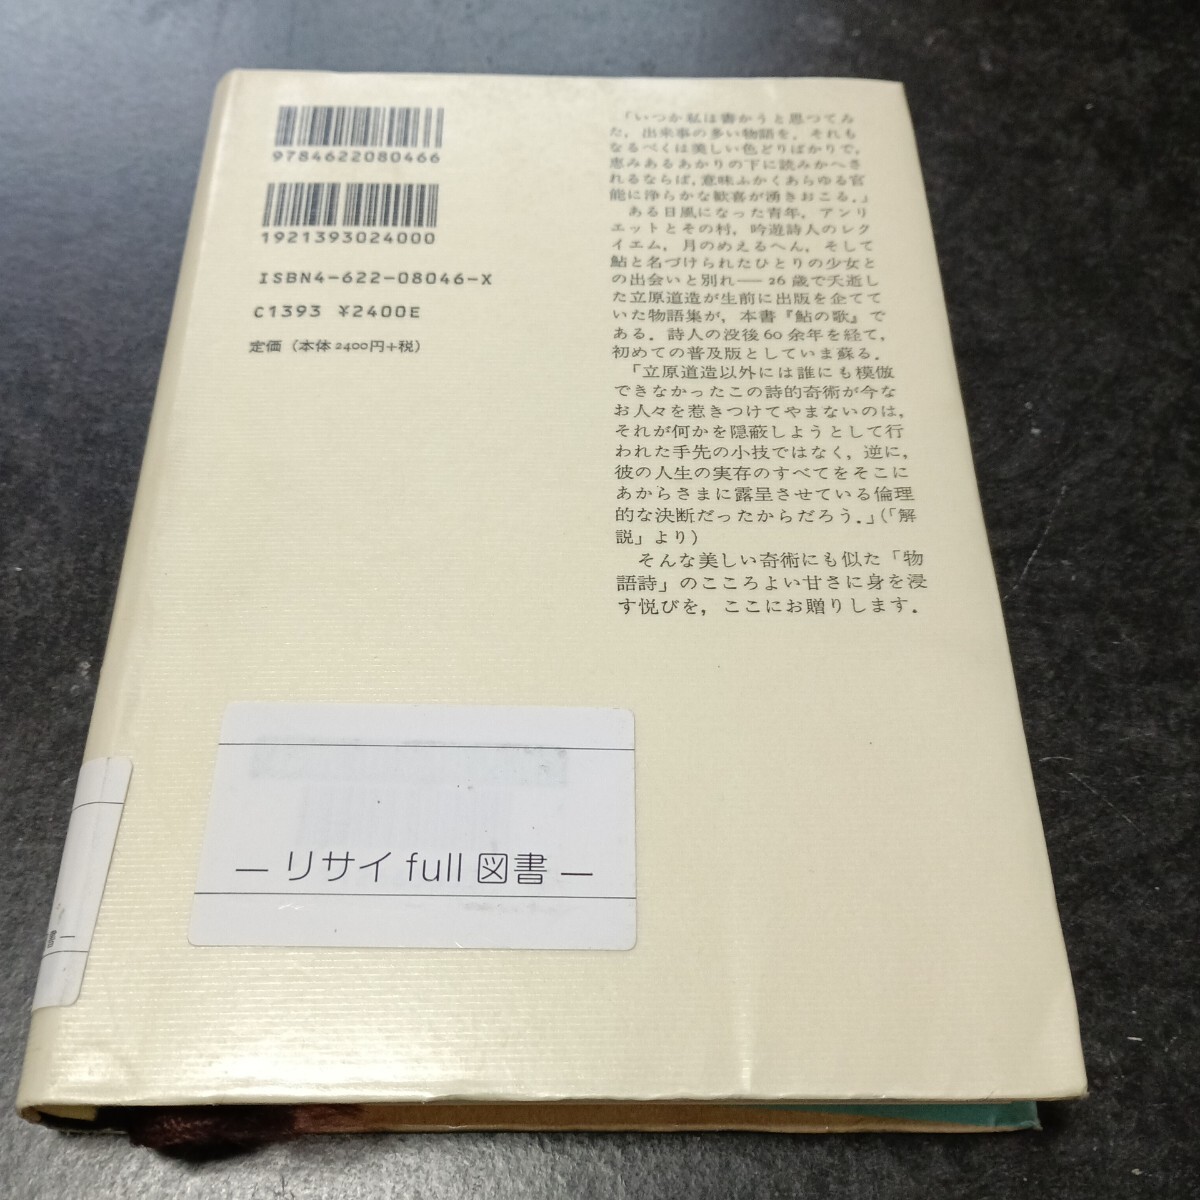 9784622080466
1921393024000
ISBN4-622-08046-X
C1393 ¥2400E
定価（本体2400円+税）
「いつか私は書かうと思つてゐ
た，出来事の多い物語を，それも
なるべくは美しい色どりばかりで，
恵みあるあかりの下に読みかへさ
れるならば，意味ふかくあらゆる官
能に浄らかな歓喜が湧きおこる．」
ある日風になった青年，アンリ
エットとその村，吟遊詩人のレク
イエム，月のめえるへん，そして
鮎と名づけられたひとりの少女と
の出会いと別れ――26歳で夭逝し
た立原道造が生前に出版を企てて
いた物語集が，本書『鮎の歌』で
ある．詩人の没後60余年を経て，
初めての普及版としていま蘇る．
「立原道造以外には誰にも模倣
できなかったこの詩的奇術が今な
お人々を惹きつけてやまないのは，
それが何かを隠蔽しようとして行
われた手先の小技ではなく，逆に，
彼の人生の実存のすべてをそこに
あからさまに露呈させている倫理
的な決断だったからだろう．」（「解
説」より）
そんな美しい奇術にも似た「物
語詩」のこころよい甘さに身を浸
す悦びを，ここにお贈りします．
— リサイ full 図書 —
書 —